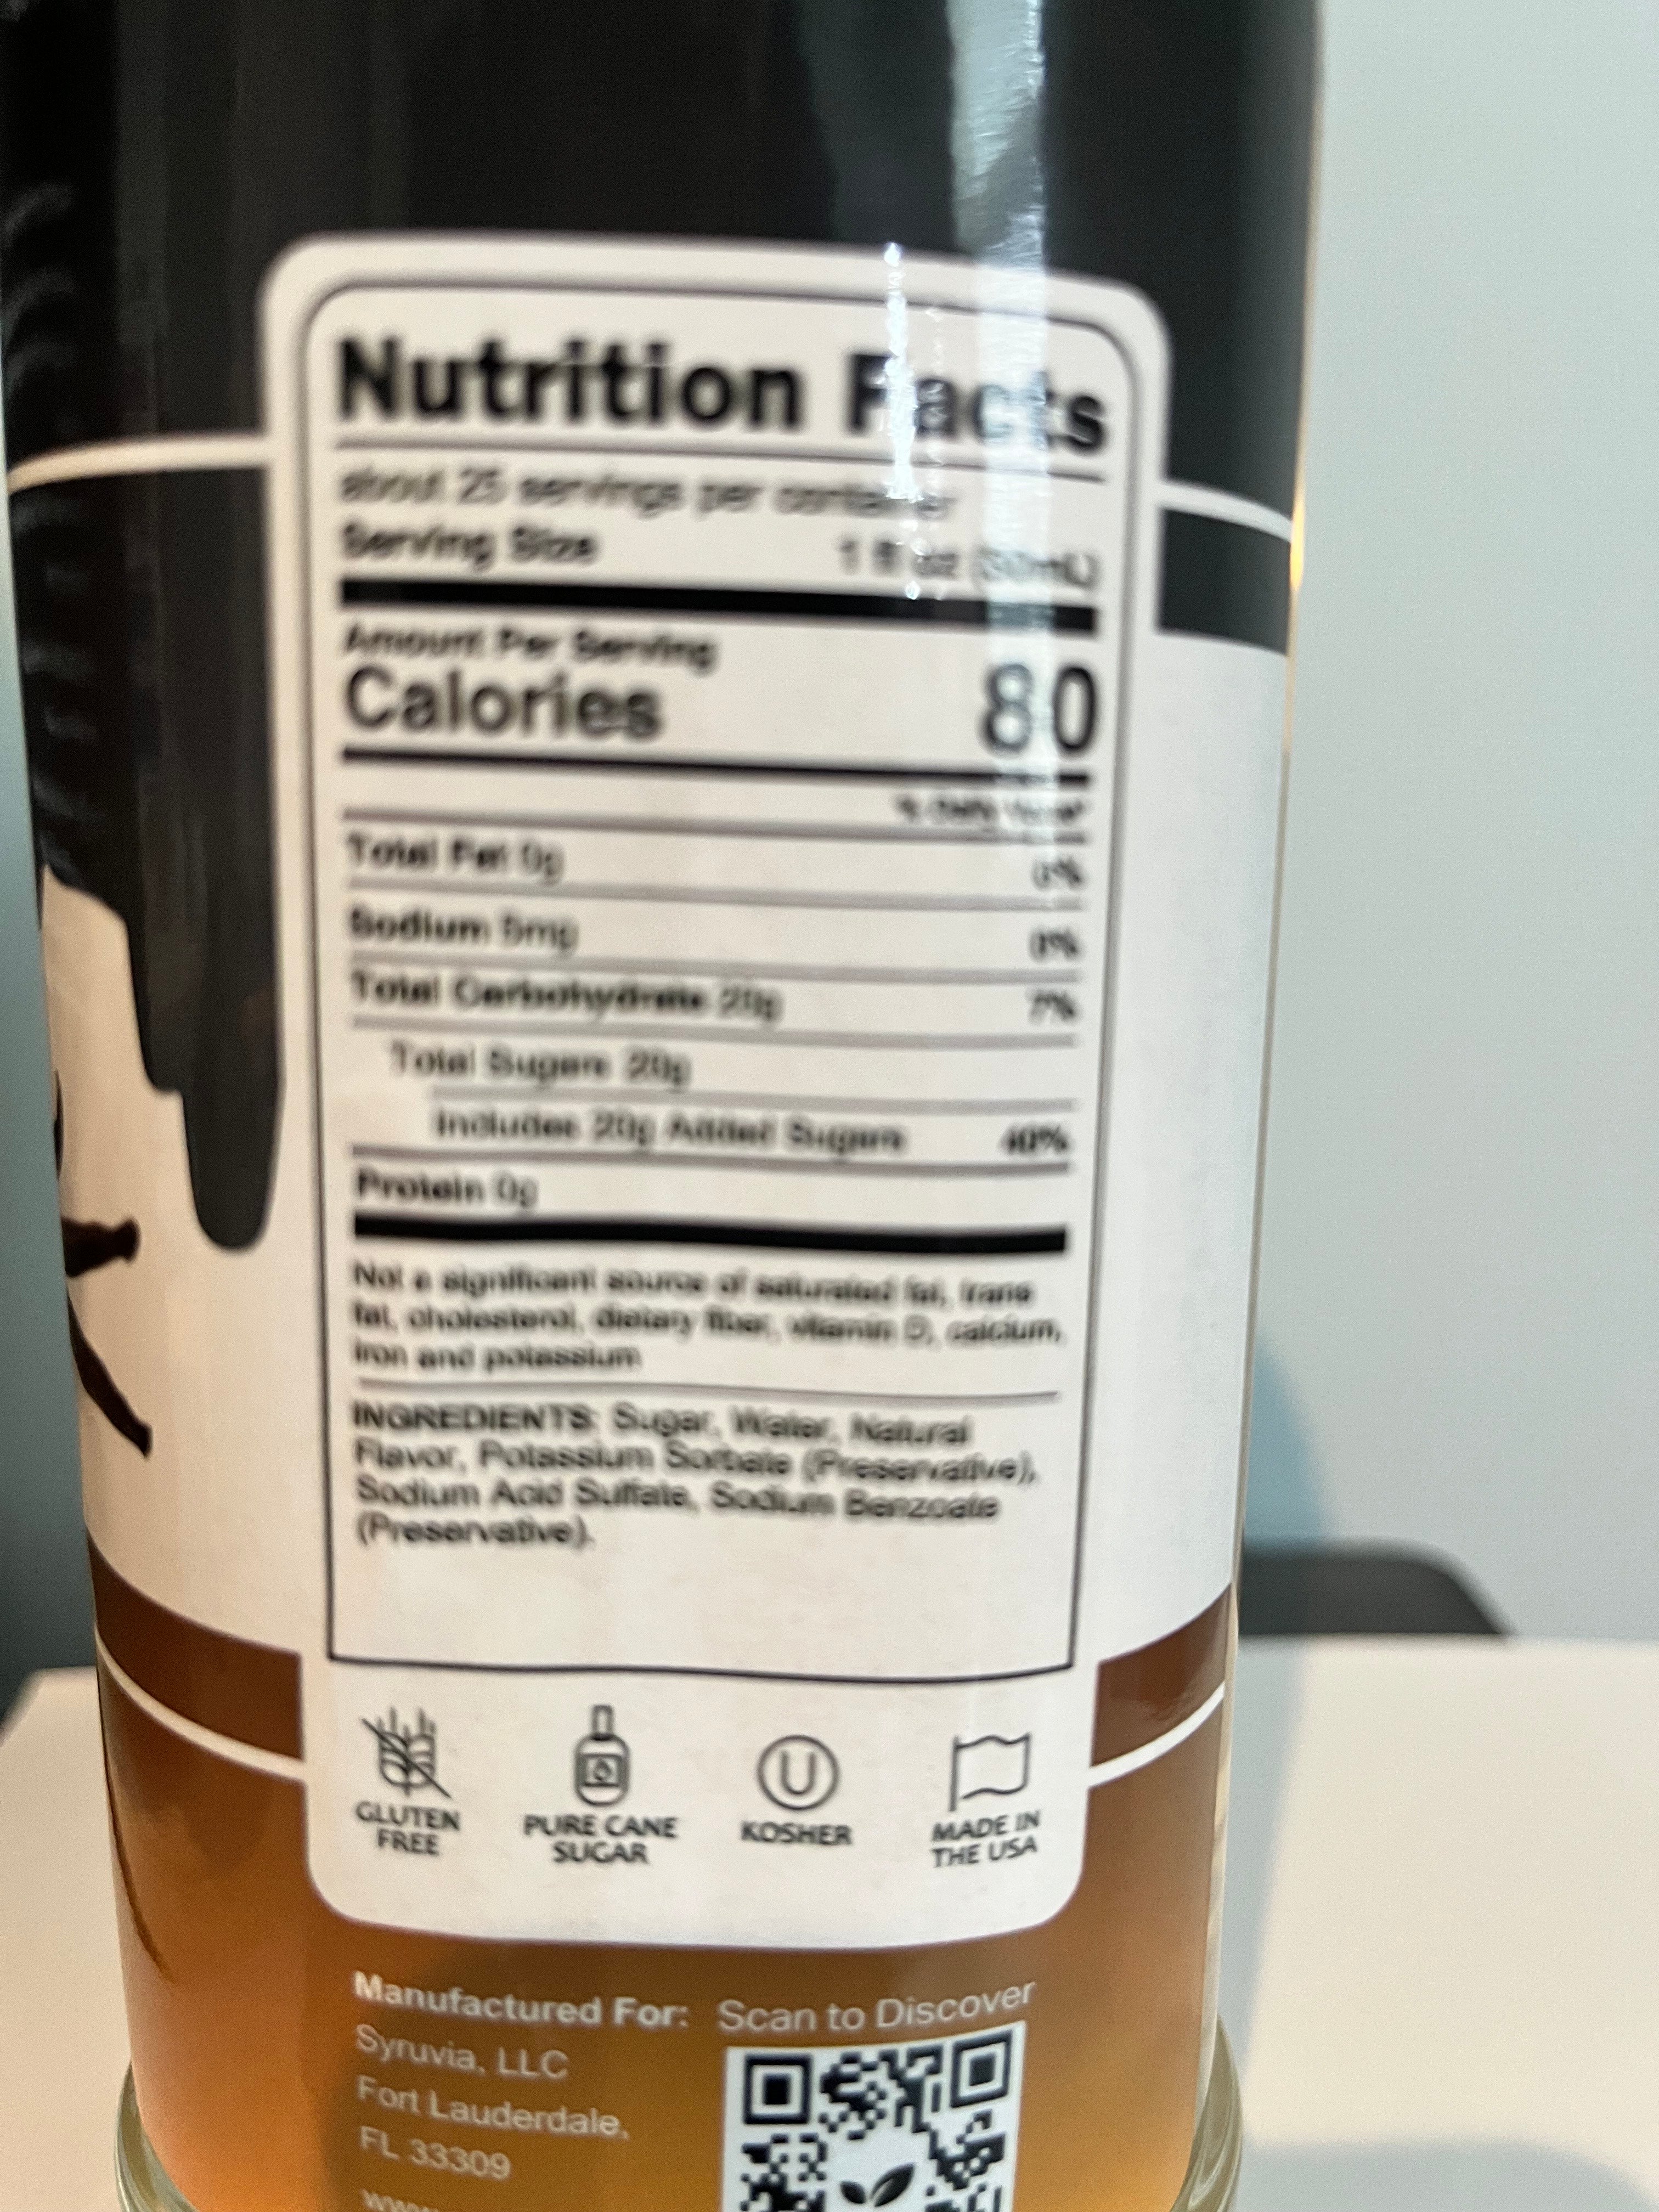 Nutrition Facts
about 25 servings per container
Serving Size 1 fl oz (30mL)
Amount Per Serving
Calories 80
% Daily Value*
Total Fat 0g 0%
Sodium 5mg 0%
Total Carbohydrate 20g 7%
Total Sugars 20g
Includes 20g Added Sugars 40%
Protein 0g
Not a significant source of saturated fat, trans
fat, cholesterol, dietary fiber, vitamin D, calcium,
iron and potassium
INGREDIENTS: Sugar, Water, Natural
Flavor, Potassium Sorbate (Preservative),
Sodium Acid Sulfate, Sodium Benzoate
(Preservative).
GLUTEN
FREE
PURE CANE
SUGAR
U
KOSHER
MADE IN
THE USA
Manufactured For:
Syruvia, LLC
Fort Lauderdale,
FL 33309
Scan to Discover